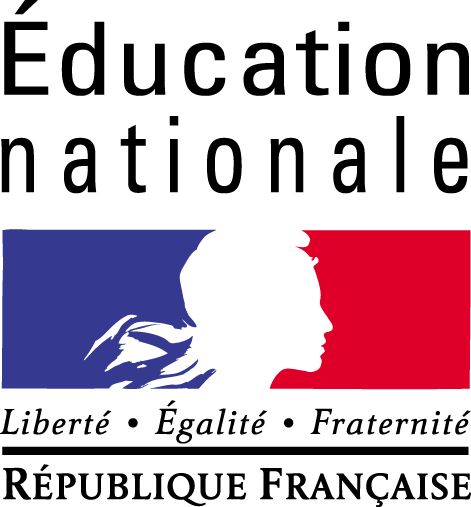 Éducation
nationale
Liberté • Égalité • Fraternité
RÉPUBLIQUE FRANÇAISE